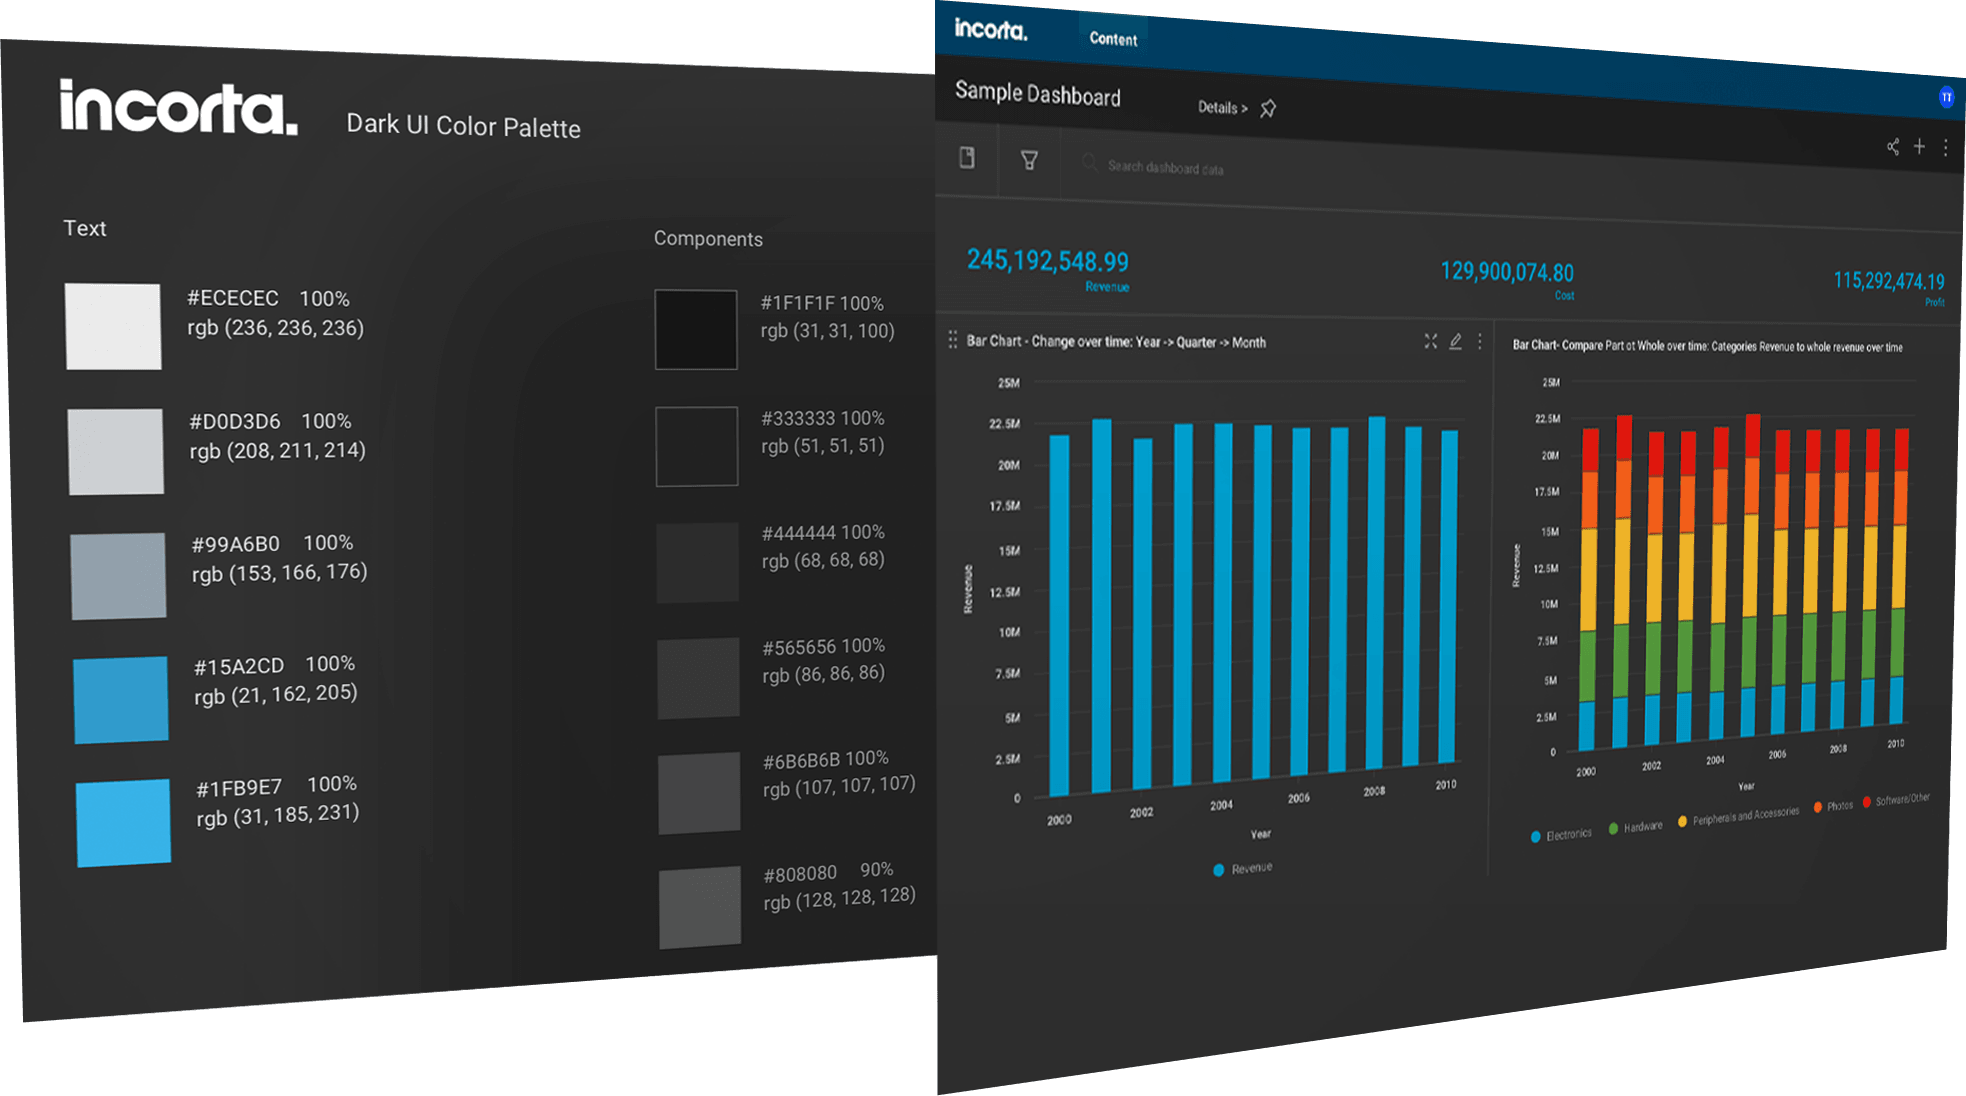 incorta.
Dark UI Color Palette
Text
#ECECEC 100%
rgb (236, 236, 236)
#D0D3D6 100%
rgb (208, 211, 214)
#99A6B0 100%
rgb (153, 166, 176)
#15A2CD 100%
rgb (21, 162, 205)
#1FB9E7 100%
rgb (31, 185, 231)
Components
#1F1F1F 100%
rgb (31, 31, 100)
#333333 100%
rgb (51, 51, 51)
#444444 100%
rgb (68, 68, 68)
#565656 100%
rgb (86, 86, 86)
#6B6B6B 100%
rgb (107, 107, 107)
#808080 90%
rgb (128, 128, 128)
incorta.
Content
TT
Sample Dashboard
Details >
Search dashboard data
245,192,548.99
Revenue
129,900,074.80
Cost
115,292,474.19
Profit
Bar Chart - Change over time: Year -> Quarter -> Month
25M
22.5M
20M
17.5M
15M
12.5M
10M
7.5M
5M
2.5M
0
Revenue
2000
2002
2004
2006
2008
2010
Year
Revenue
Bar Chart- Compare Part ot Whole over time: Categories Revenue to whole revenue over time
25M
22.5M
20M
17.5M
15M
12.5M
10M
7.5M
5M
2.5M
0
Revenue
2000
2002
2004
2006
2008
2010
Year
Electronics
Hardware
Peripherals and Accessories
Photos
Software/Other